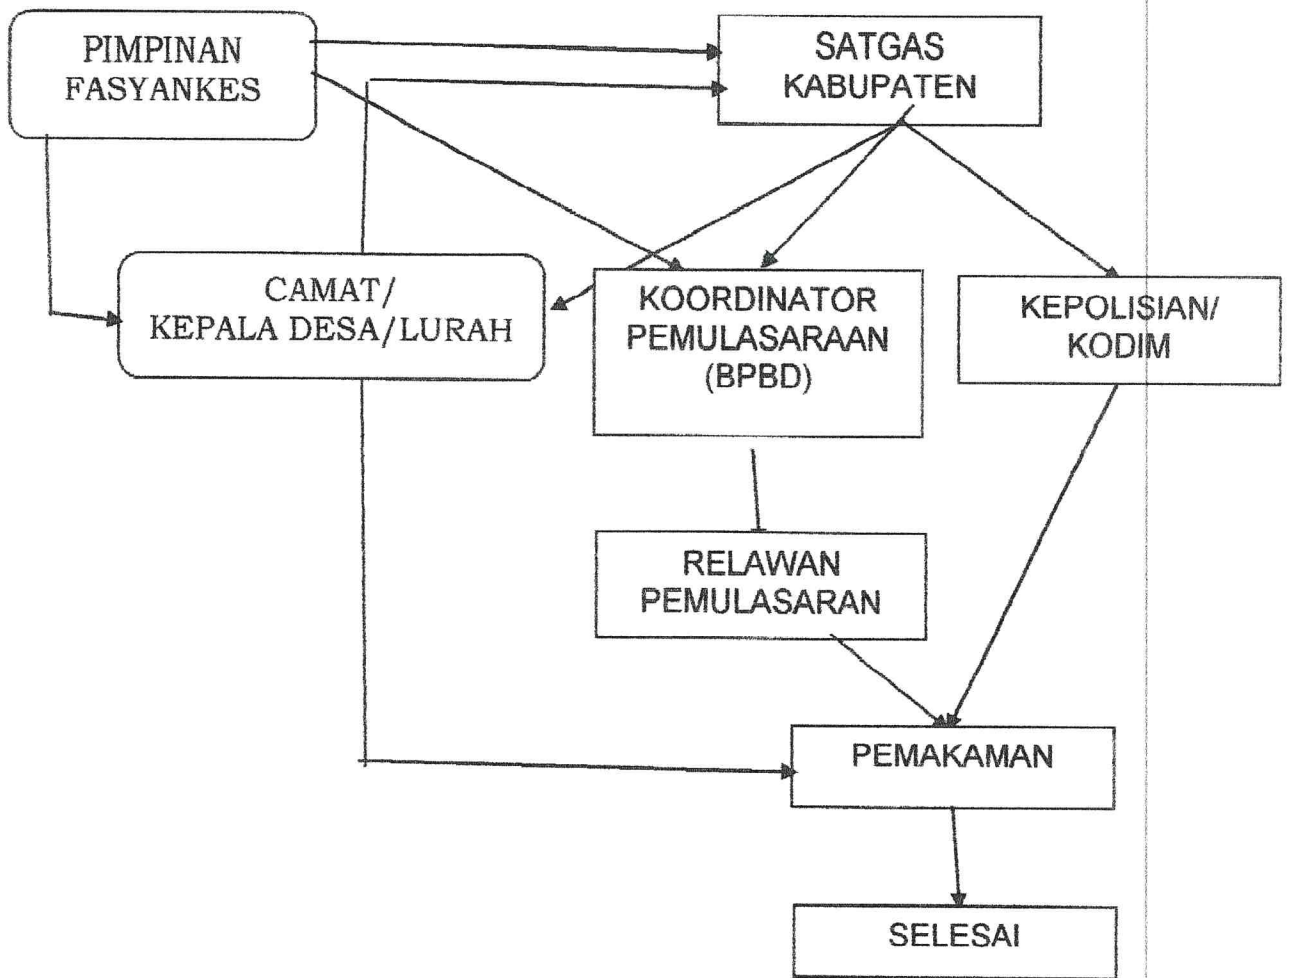 PIMPINAN
FASYANKES
SATGAS
KABUPATEN
CAMAT/
KEPALA DESA/LURAH
KOORDINATOR
PEMULASARAAN
(BPBD)
KEPOLISIAN/
KODIM
RELAWAN
PEMULASARAN
PEMAKAMAN
SELESAI